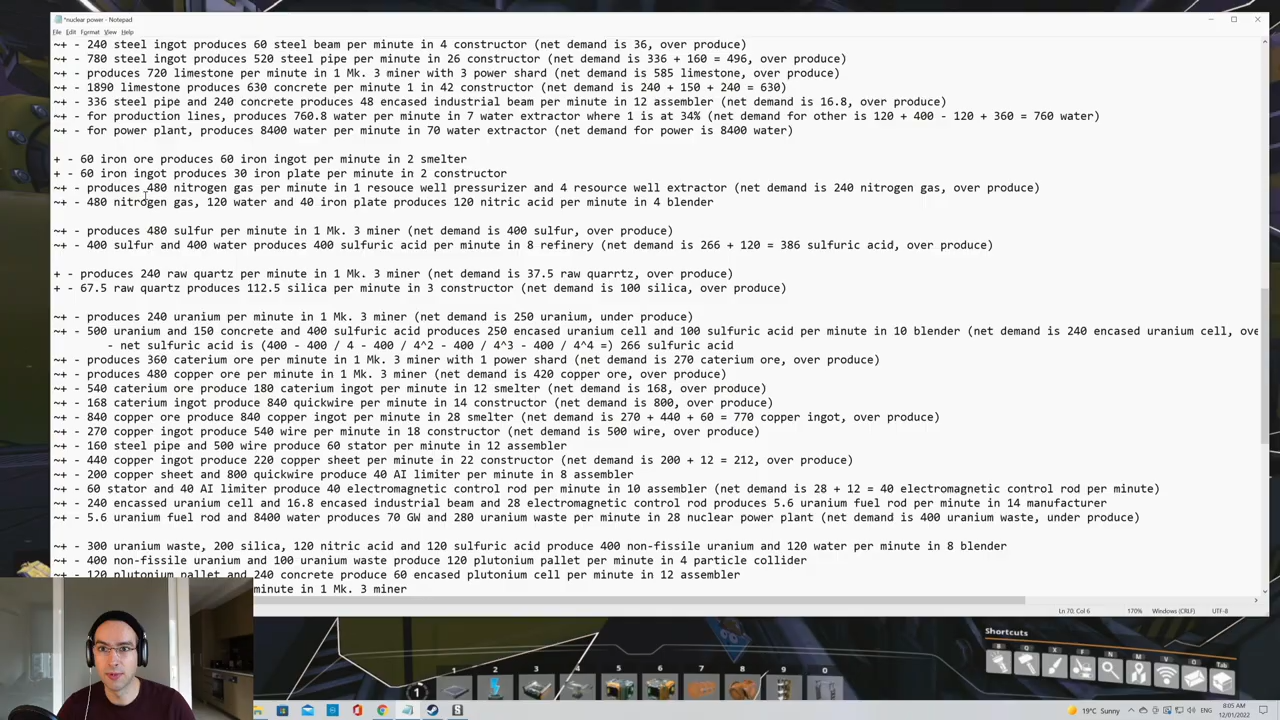 *nuclear power - Notepad
File Edit Format View Help
~+ - 240 steel ingot produces 60 steel beam per minute in 4 constructor (net demand is 36, over produce)
~+ - 780 steel ingot produces 520 steel pipe per minute in 26 constructor (net demand is 336 + 160 = 496, over produce)
~+ - produces 720 limestone per minute in 1 Mk. 3 miner with 3 power shard (net demand is 585 limestone, over produce)
~+ - 1890 limestone produces 630 concrete per minute 1 in 42 constructor (net demand is 240 + 150 + 240 = 630)
~+ - 336 steel pipe and 240 concrete produces 48 encased industrial beam per minute in 12 assembler (net demand is 16.8, over produce)
~+ - for production lines, produces 760.8 water per minute in 7 water extractor where 1 is at 34% (net demand for other is 120 + 400 - 120 + 360 = 760 water)
~+ - for power plant, produces 8400 water per minute in 70 water extractor (net demand for power is 8400 water)
+ - 60 iron ore produces 60 iron ingot per minute in 2 smelter
+ - 60 iron ingot produces 30 iron plate per minute in 2 constructor
~+ - produces 480 nitrogen gas per minute in 1 resouce well pressurizer and 4 resource well extractor (net demand is 240 nitrogen gas, over produce)
~+ - 480 nitrogen gas, 120 water and 40 iron plate produces 120 nitric acid per minute in 4 blender
~+ - produces 480 sulfur per minute in 1 Mk. 3 miner (net demand is 400 sulfur, over produce)
~+ - 400 sulfur and 400 water produces 400 sulfuric acid per minute in 8 refinery (net demand is 266 + 120 = 386 sulfuric acid, over produce)
+ - produces 240 raw quartz per minute in 1 Mk. 3 miner (net demand is 37.5 raw quarrtz, over produce)
+ - 67.5 raw quartz produces 112.5 silica per minute in 3 constructor (net demand is 100 silica, over produce)
~+ - produces 240 uranium per minute in 1 Mk. 3 miner (net demand is 250 uranium, under produce)
~+ - 500 uranium and 150 concrete and 400 sulfuric acid produces 250 encased uranium cell and 100 sulfuric acid per minute in 10 blender (net demand is 240 encased uranium cell, ove
- net sulfuric acid is (400 - 400 / 4 - 400 / 4^2 - 400 / 4^3 - 400 / 4^4 =) 266 sulfuric acid
~+ - produces 360 caterium ore per minute in 1 Mk. 3 miner with 1 power shard (net demand is 270 caterium ore, over produce)
~+ - produces 480 copper ore per minute in 1 Mk. 3 miner (net demand is 420 copper ore, over produce)
~+ - 540 caterium ore produces 180 caterium ingot per minute in 12 smelter (net demand is 168, over produce)
~+ - 168 caterium ingot produces 840 quickwire per minute in 14 constructor (net demand is 800, over produce)
~+ - 840 copper ore produces 840 copper ingot per minute in 28 smelter (net demand is 270 + 440 + 60 = 770 copper ingot, over produce)
~+ - 270 copper ingot produces 540 wire per minute in 18 constructor (net demand is 500 wire, over produce)
~+ - 160 steel pipe and 500 wire produce 60 stator per minute in 12 assembler
~+ - 440 copper ingot produce 220 copper sheet per minute in 22 constructor (net demand is 200 + 12 = 212, over produce)
~+ - 200 copper sheet and 800 quickwire produce 40 AI limiter per minute in 8 assembler
~+ - 60 stator and 40 AI limiter produce 40 electromagnetic control rod per minute in 10 assembler (net demand is 28 + 12 = 40 electromagnetic control rod per minute)
~+ - 240 encassed uranium cell and 16.8 encased industrial beam and 28 electromagnetic control rod produces 5.6 uranium fuel rod per minute in 14 manufacturer
~+ - 5.6 uranium fuel rod and 8400 water produces 70 GW and 280 uranium waste per minute in 28 nuclear power plant (net demand is 400 uranium waste, under produce)
~+ - 300 uranium waste, 200 silica, 120 nitric acid and 120 sulfuric acid produce 400 non-fissile uranium and 120 water per minute in 8 blender
~+ - 400 non-fissile uranium and 100 uranium waste produce 120 plutonium pallet per minute in 4 particle collider
~+ - 120 plutonium pallet and 240 concrete produce 60 encased plutonium cell per minute in 12 assembler
minute in 1 Mk. 3 miner
Ln 70, Col 6 170% Windows (CRLF) UTF-8
Shortcuts
B Q X F N M V O Tab
1 1 2 3 4 5 6 7 8 9 0
19°C Sunny ENG 8:05 AM 12/01/2022